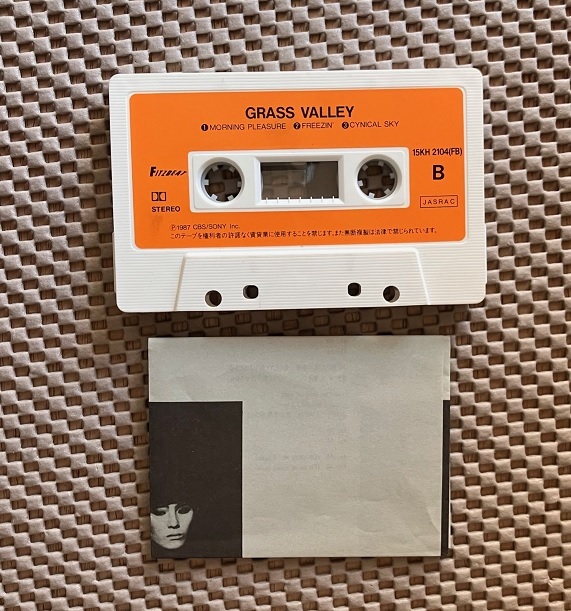 GRASS VALLEY
❶MORNING PLEASURE ❷FREEZIN' ❸CYNICAL SKY
15KH 2104(FB)
FITZBEAT
B
STEREO
JASRAC
Ⓟ1987 CBS/SONY Inc.
このテープを権利者の許諾なく賃貸業に使用することを禁じます。また無断複製は法律で禁じられています。